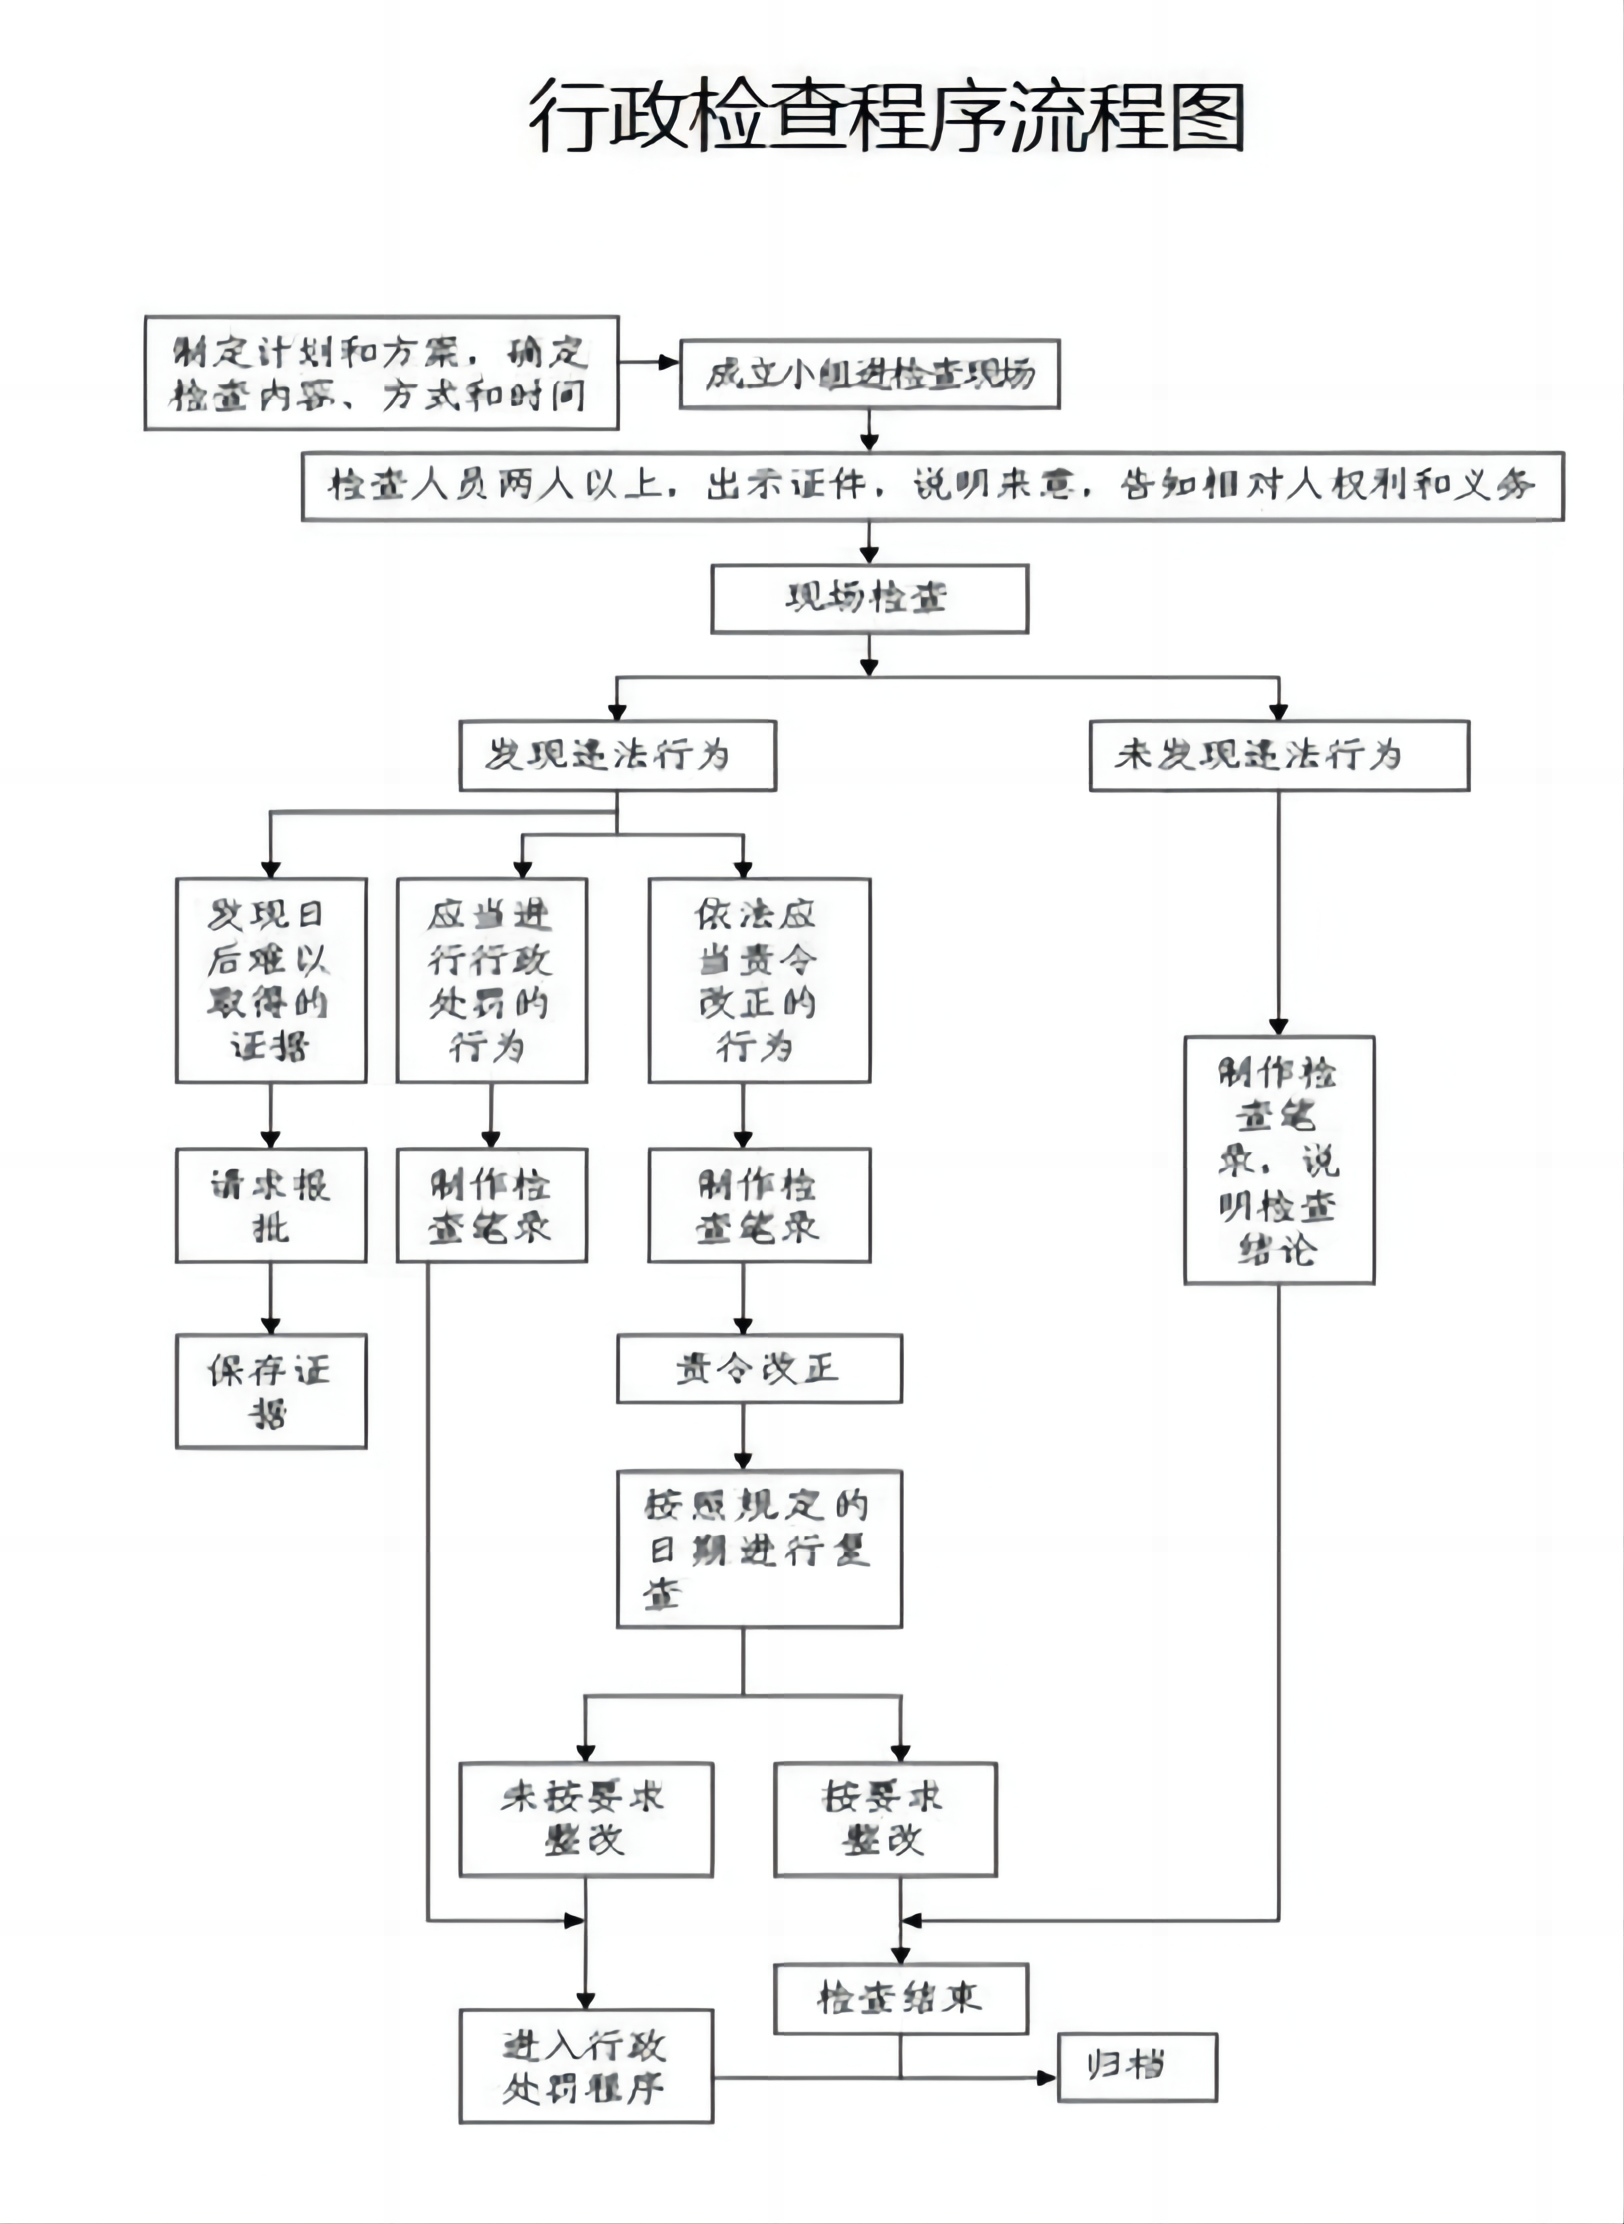 行政检查程序流程图
制定计划和方案，确定
检查内容、方式和时间
成立小组进检查现场
检查人员两人以上，出示证件，说明来意，告知相对人权利和义务
现场检查
发现违法行为
未发现违法行为
发现日
后难以
取得的
证据
应当进
行行政
处罚的
行为
依法应
当责令
改正的
行为
制作检
查笔
录，说
明检查
结论
请求报
批
制作检
查笔录
制作检
查笔录
保存证
据
责令改正
按照规定的
日期进行复
查
未按要求
整改
按要求
整改
检查结束
进入行政
处罚程序
归档